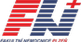 FN
FAKULTNÍ NEMOCNICE PLZEŇ